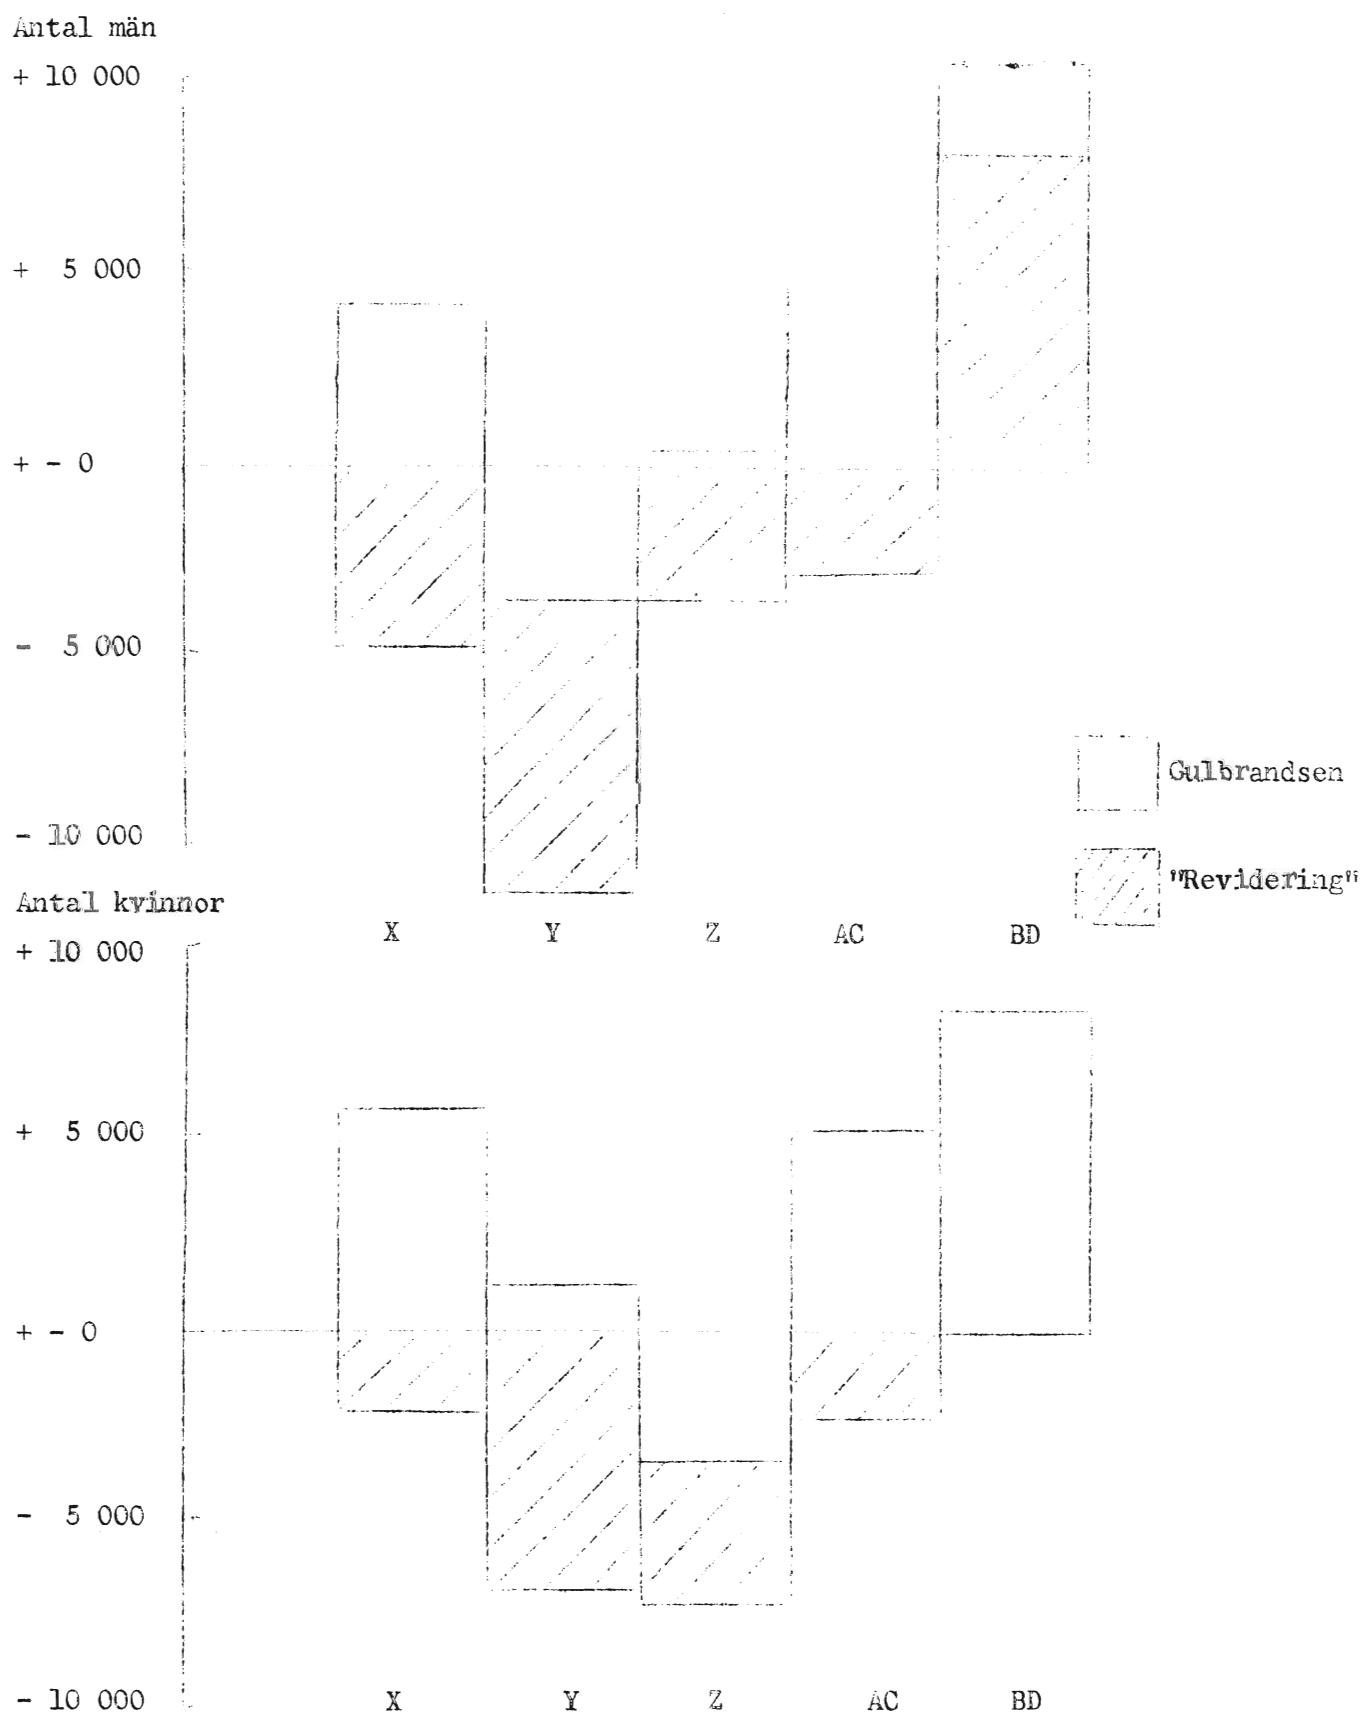 Antal män
+ 10 000
+ 5 000
+ - 0
- 5 000
- 10 000
Gulbrandsen
"Revidering"
X Y Z AC BD
Antal kvinnor
+ 10 000
+ 5 000
+ - 0
- 5 000
- 10 000
X Y Z AC BD